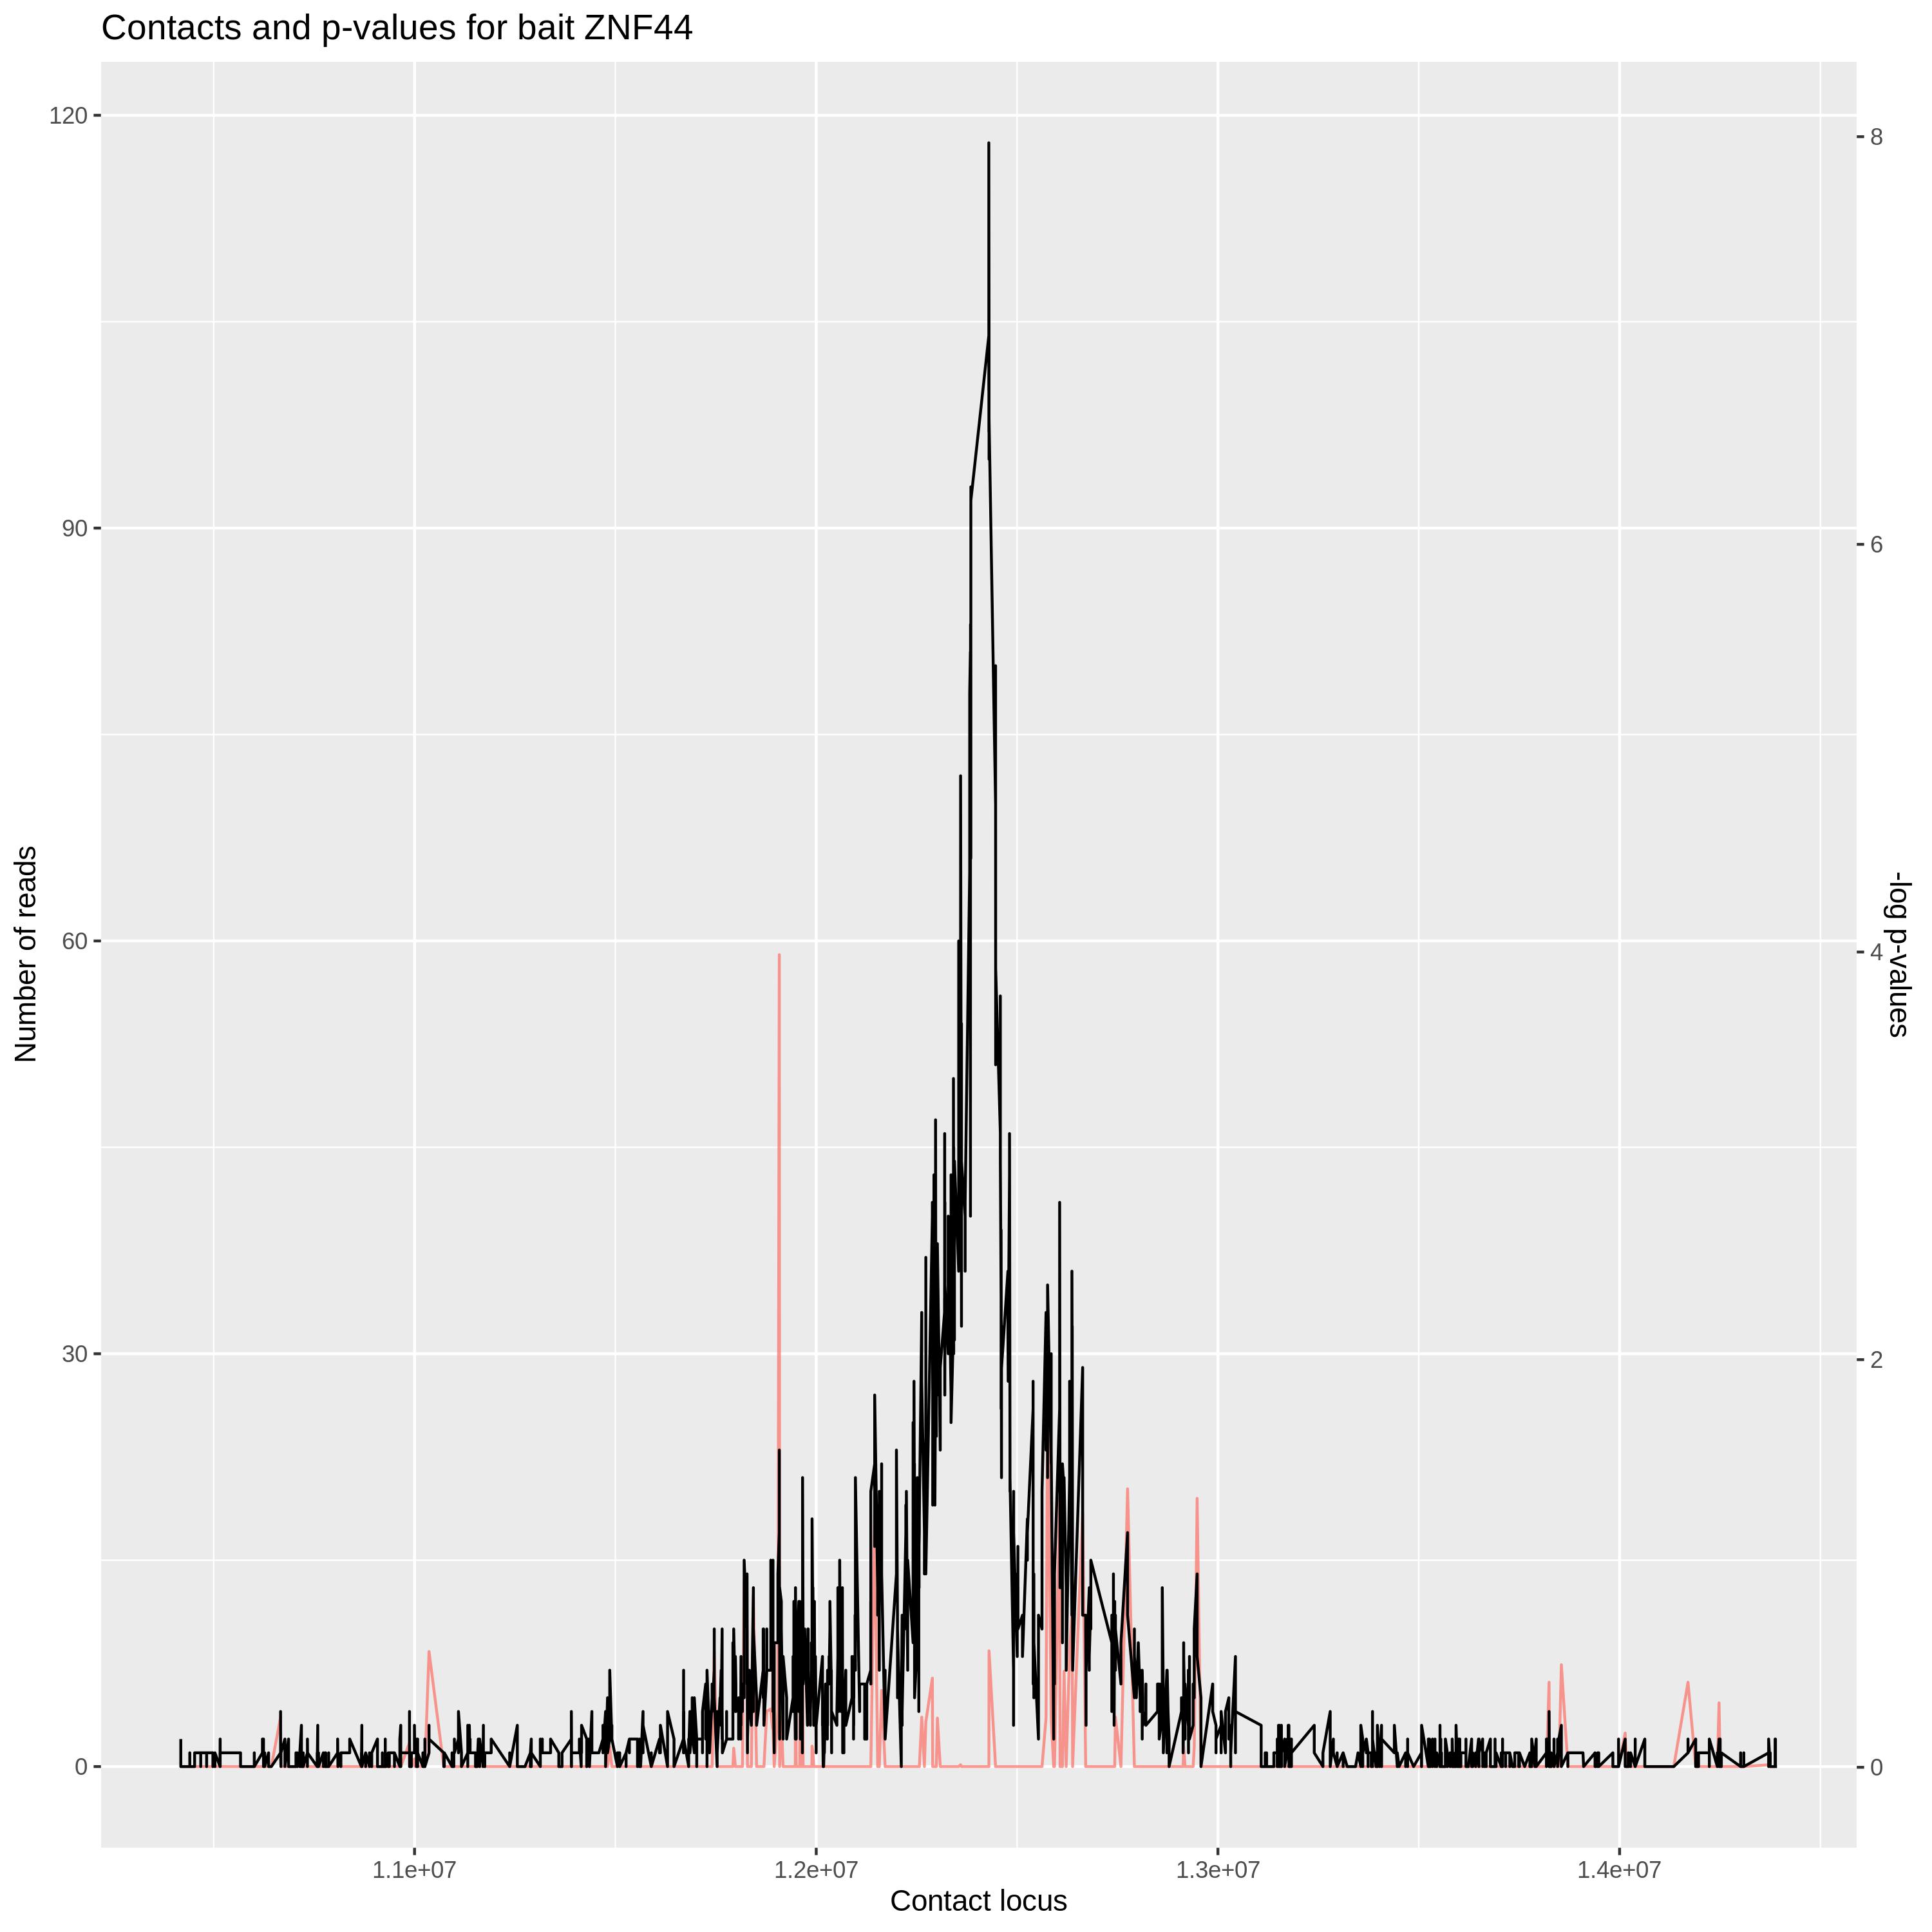 Contacts and p-values for bait ZNF44
120
90
60
30
0
8
6
4
2
0
Number of reads
-log p-values
1.1e+07
1.2e+07
1.3e+07
1.4e+07
Contact locus